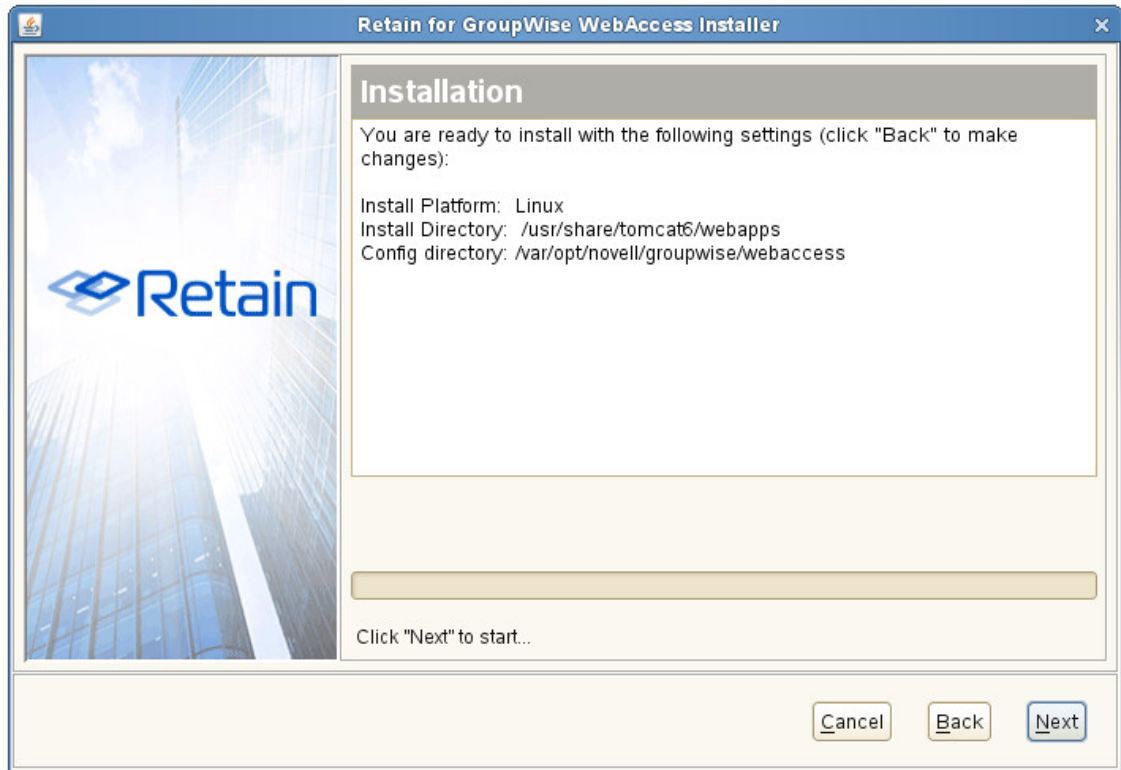 Retain for GroupWise WebAccess Installer
Installation
You are ready to install with the following settings (click "Back" to make
changes):
Install Platform: Linux
Install Directory: /usr/share/tomcat6/webapps
Config directory: /var/opt/novell/groupwise/webaccess
Retain
Click "Next" to start...
Cancel Back Next